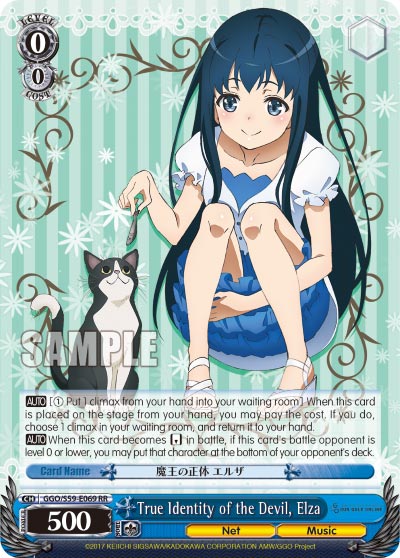 LEVEL
0
0
COST
SAMPLE
AUTO [① Put 1 climax from your hand into your waiting room] When this card
is placed on the stage from your hand, you may pay the cost. If you do,
choose 1 climax in your waiting room, and return it to your hand.
AUTO When this card becomes [ ] in battle, if this card's battle opponent is
level 0 or lower, you may put that character at the bottom of your opponent's deck.
Card Name 魔王の正体 エルザ
CH GGO/S59-E069 RR
True Identity of the Devil, Elza
POWER
500
Net Music
©2017 KEIICHI SIGSAWA/KADOKAWA CORPORATION AMW/GGO Project